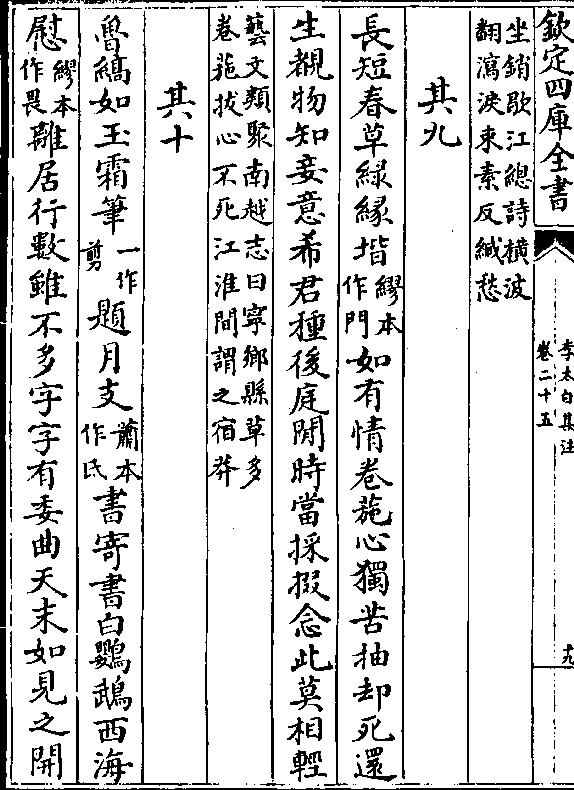 欽定四庫全書
李太白集注
卷二十五
十九
坐銷歇江總詩橫波
翻瀉淚束素反緘愁
其九
長短春草綠縁堦繆本作門如有情卷葹心獨苦抽却死還
生覩物知妾意希君種後庭閒時當採掇念此莫相輕
藝文類聚南越志曰寧鄉縣草多
卷葹拔心不死江淮間謂之宿莽
其十
魯縞如玉霜筆一作剪題月支蕭本作氏書寄書白鸚鵡西海
慰繆本作畏離居行數雖不多字字有委曲天末如見之開